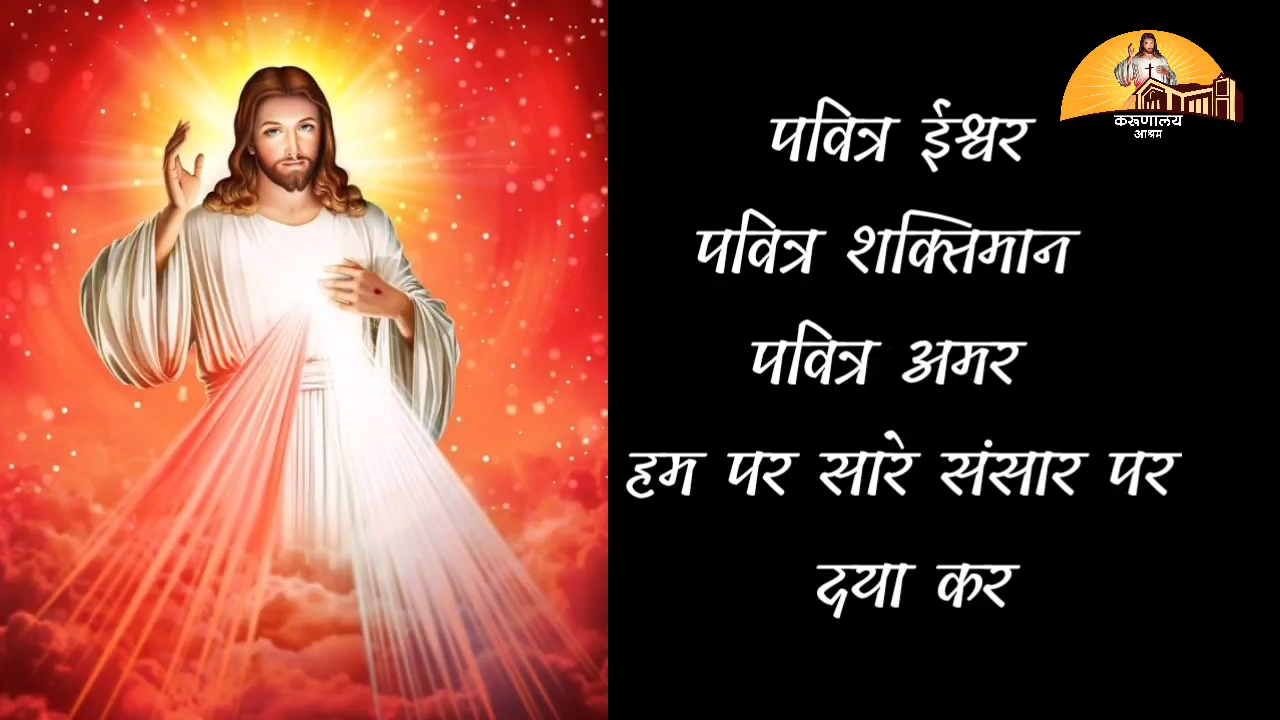 पवित्र ईश्वर
पवित्र शक्तिमान
पवित्र अमर
हम पर सारे संसार पर
दया कर
करूणालय
आश्रम